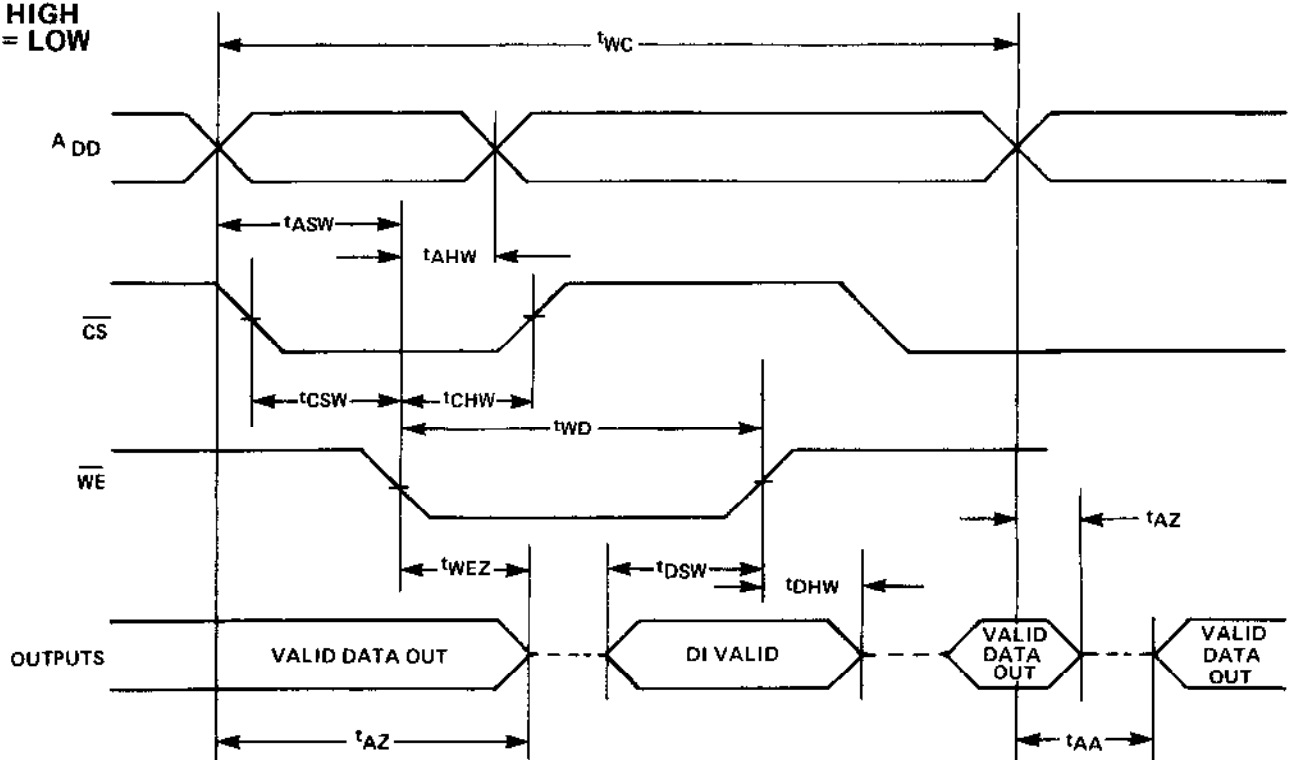 HIGH
= LOW
tWC
A DD
tASW
tAHW
CS
tCSW
tCHW
tWD
WE
tAZ
tWEZ
tDSW
tDHW
OUTPUTS
VALID DATA OUT
DI VALID
VALID
DATA
OUT
VALID
DATA
OUT
tAZ
tAA